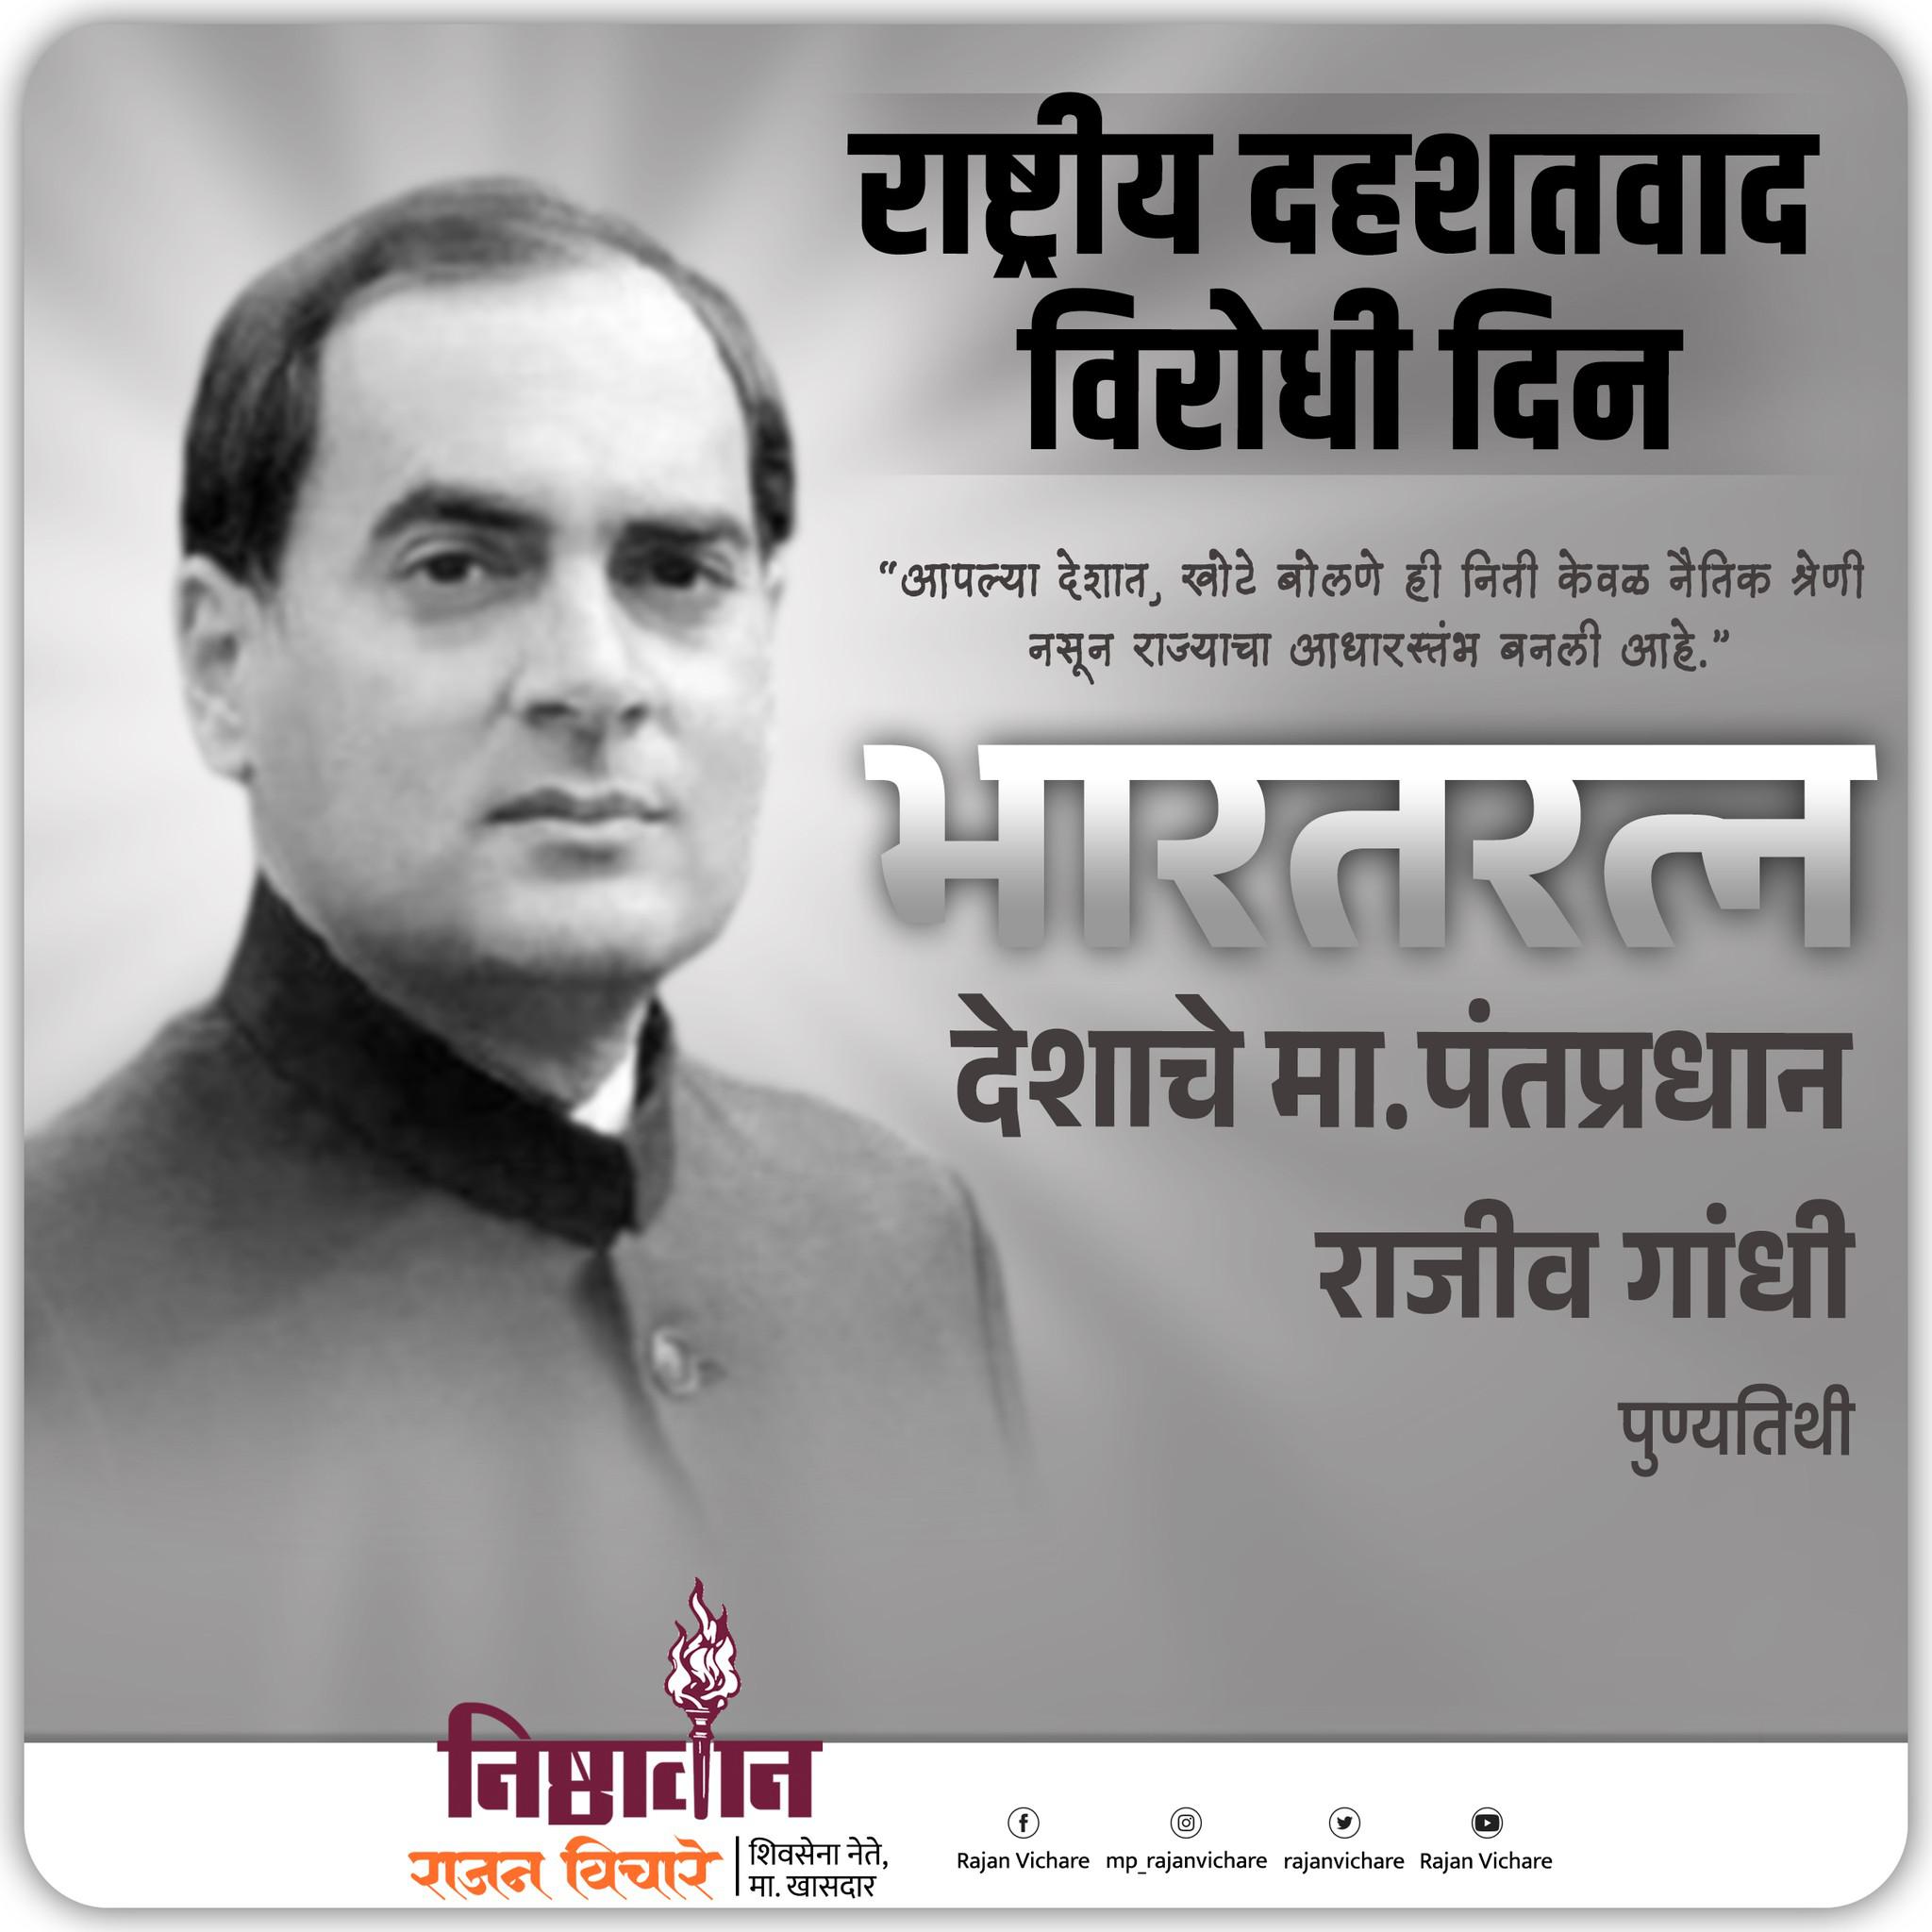 राष्ट्रीय दहशतवाद
विरोधी दिन
“आपल्या देशात, खोटे बोलणे ही निती केवळ नैतिक श्रेणी
नसून राज्याचा आधारस्तंभ बनली आहे.”
भारतरत्न
देशाचे मा. पंतप्रधान
राजीव गांधी
पुण्यतिथी
निष्ठावान
राजन विचारे
शिवसेना नेते,
मा. खासदार
Rajan Vichare mp_rajanvichare rajanvichare Rajan Vichare